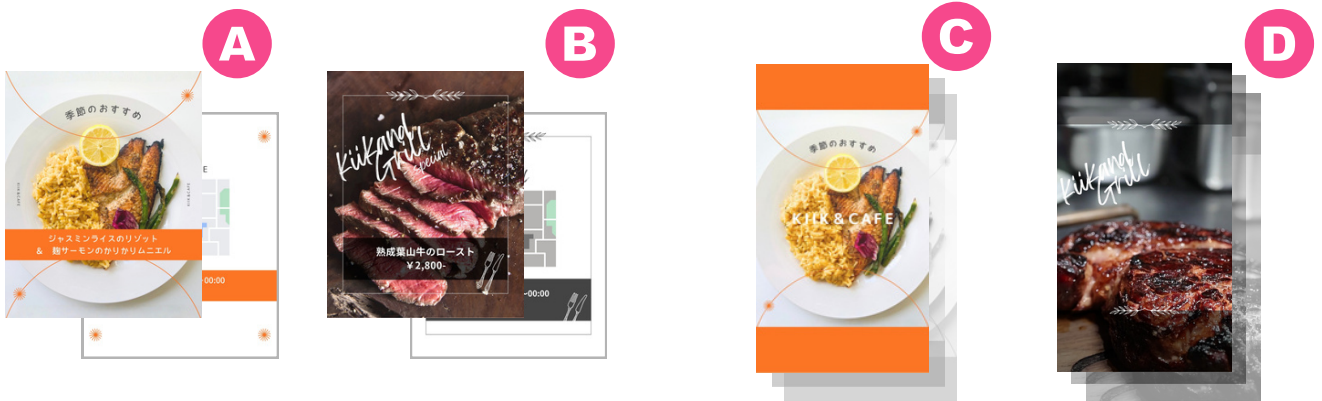 A
季節のおすすめ
E
ジャスミンライスのリゾット
& 麹サーモンのかりかりムニエル
00:00
B
KiiKand
Grill
special
熟成葉山牛のロースト
¥2,800-
~00:00
C
季節のおすすめ
KIIK&CAFE
D
KiiKand
Grill